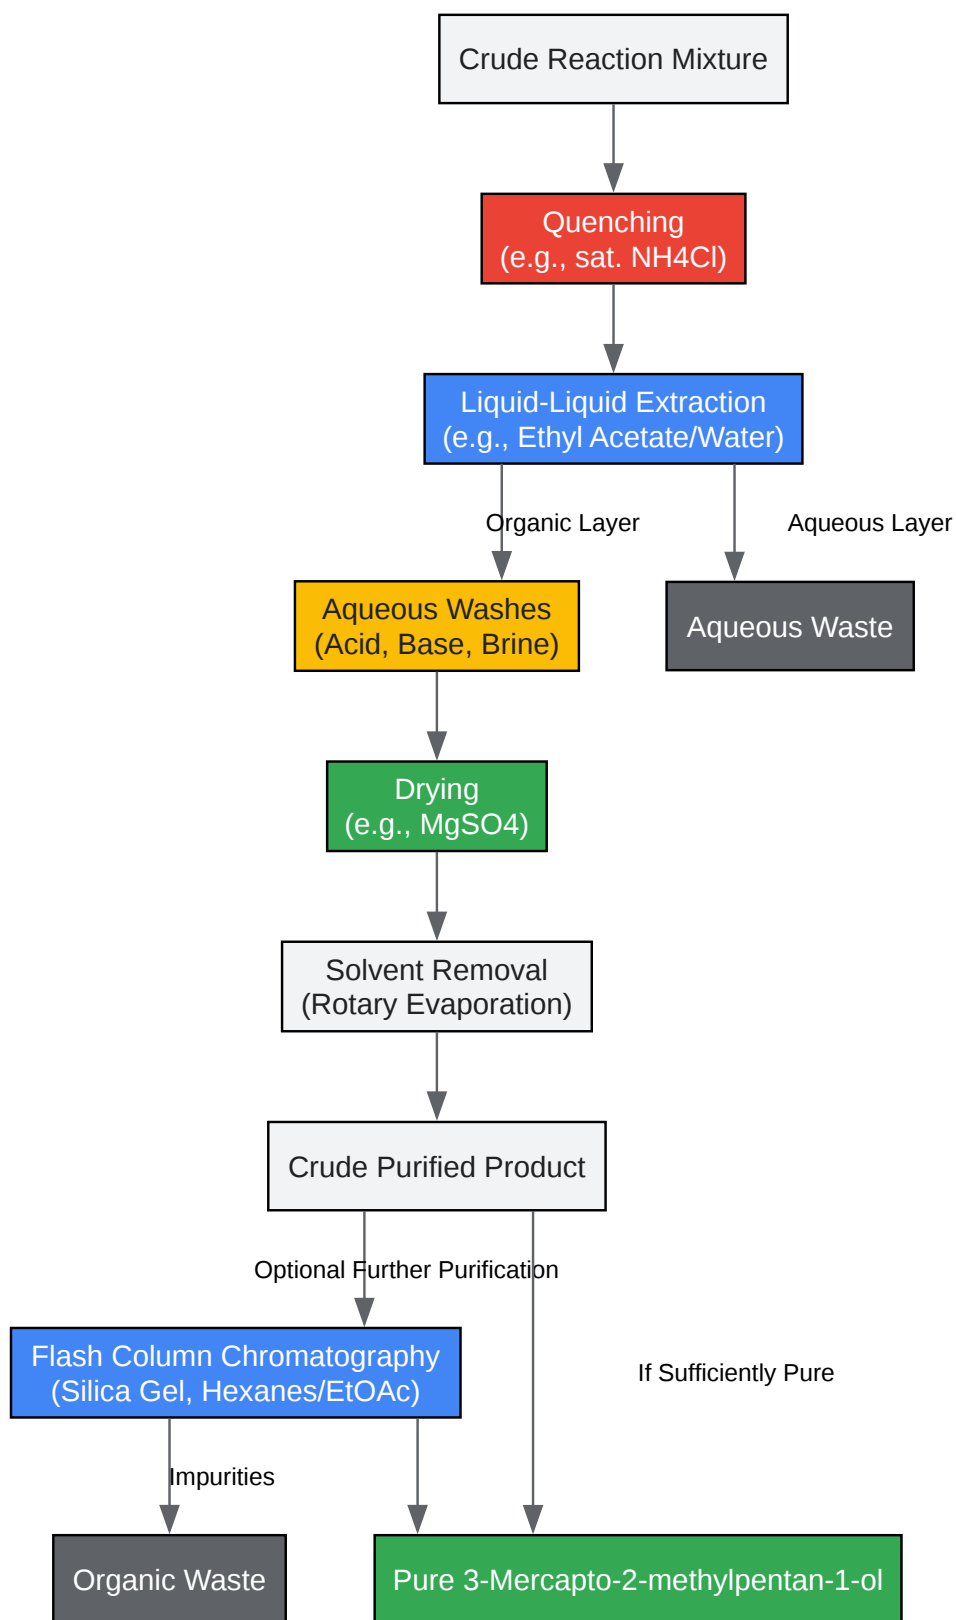 Crude Reaction Mixture
Quenching
(e.g., sat. NH4Cl)
Liquid-Liquid Extraction
(e.g., Ethyl Acetate/Water)
Organic Layer
Aqueous Layer
Aqueous Washes
(Acid, Base, Brine)
Aqueous Waste
Drying
(e.g., MgSO4)
Solvent Removal
(Rotary Evaporation)
Crude Purified Product
Optional Further Purification
Flash Column Chromatography
(Silica Gel, Hexanes/EtOAc)
If Sufficiently Pure
Impurities
Organic Waste
Pure 3-Mercapto-2-methylpentan-1-ol